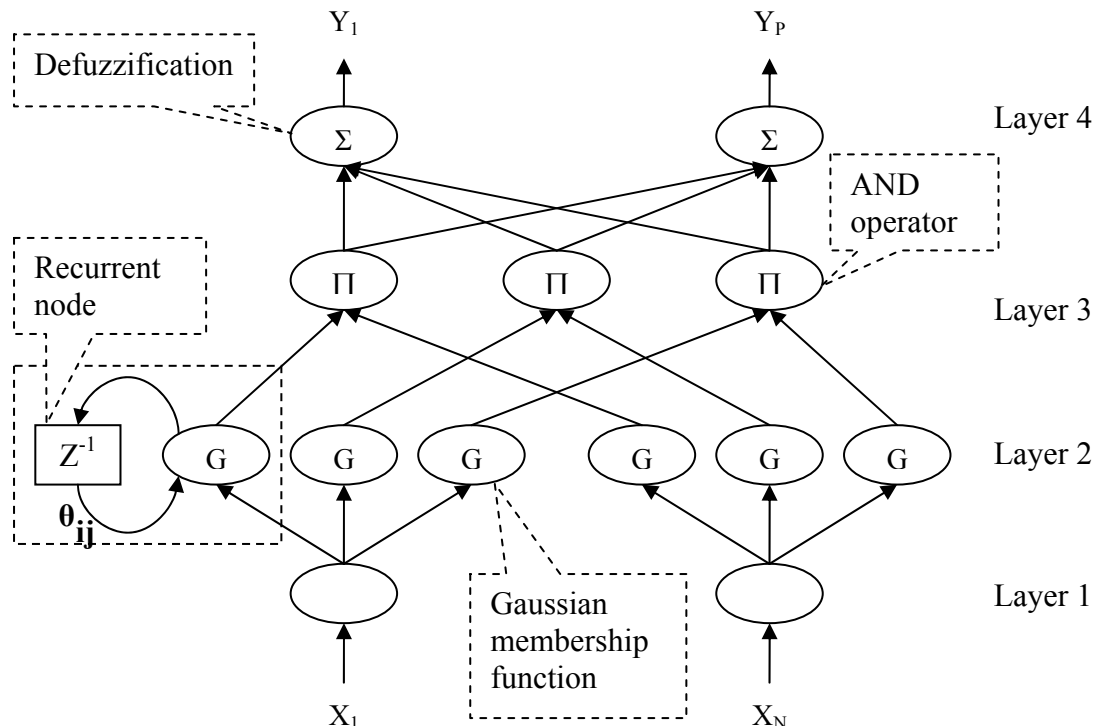 Y₁ Yₚ
Defuzzification
Σ Σ
Layer 4
AND
operator
Recurrent
node
Π Π Π
Layer 3
Z⁻¹ G G G G G G
Layer 2
θij
Gaussian
membership
function
Layer 1
X₁ X_N